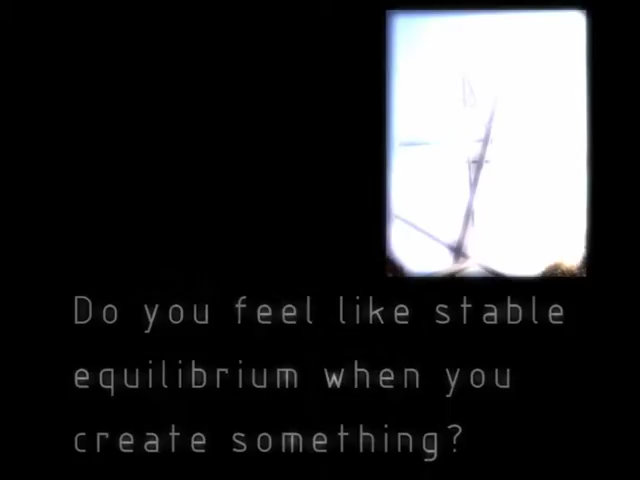 Do you feel like stable
equilibrium when you
create something?